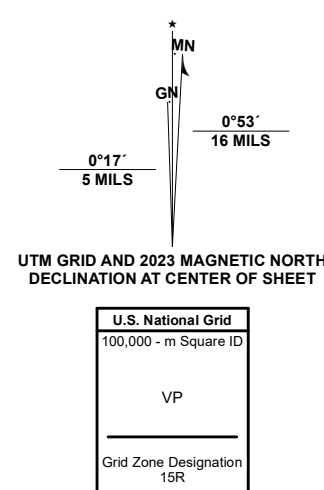 ★
MN
GN
0°53´
16 MILS
0°17´
5 MILS
UTM GRID AND 2023 MAGNETIC NORTH
DECLINATION AT CENTER OF SHEET
U.S. National Grid
100,000 - m Square ID
VP
Grid Zone Designation
15R